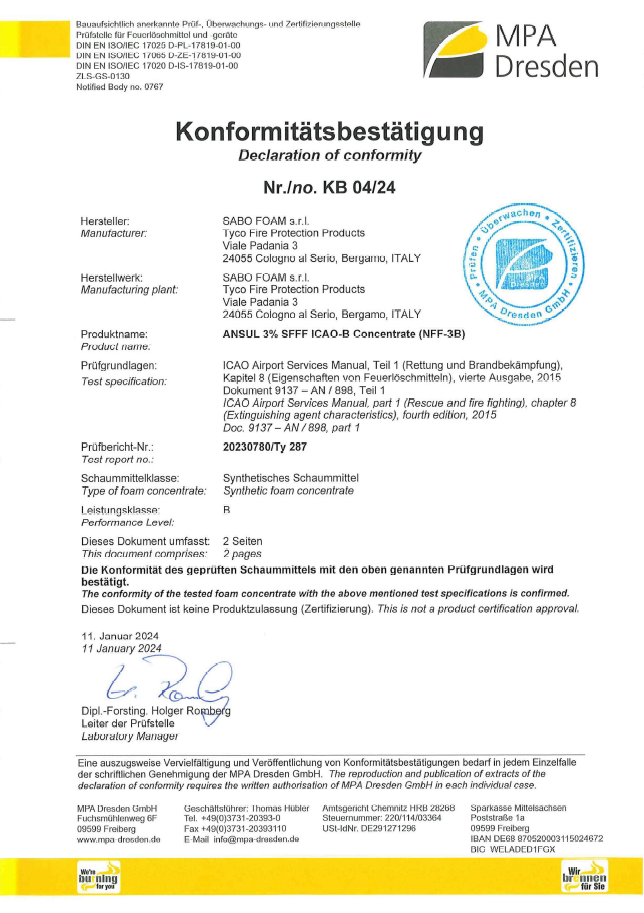 Bauaufsichtlich anerkannte Prüf-, Überwachungs- und Zertifizierungsstelle
Prüfstelle für Feuerlöschmittel und -geräte
DIN EN ISO/IEC 17025 D-PL-17819-01-00
DIN EN ISO/IEC 17065 D-ZE-17819-01-00
DIN EN ISO/IEC 17020 D-IS-17819-01-00
ZLS-GS-0130
Notified Body no. 0767
MPA
Dresden
Konformitätsbestätigung
Declaration of conformity
Nr./no. KB 04/24
Prüfen • Überwachen • Zertifizieren • MPA Dresden GmbH •
MPA
Dresden
Hersteller: SABO FOAM s.r.l.
Manufacturer: Tyco Fire Protection Products
Viale Padania 3
24055 Cologno al Serio, Bergamo, ITALY
Herstellwerk: SABO FOAM s.r.l.
Manufacturing plant: Tyco Fire Protection Products
Viale Padania 3
24055 Cologno al Serio, Bergamo, ITALY
Produktname: ANSUL 3% SFFF ICAO-B Concentrate (NFF-3B)
Product name:
Prüfgrundlagen: ICAO Airport Services Manual, Teil 1 (Rettung und Brandbekämpfung),
Test specification: Kapitel 8 (Eigenschaften von Feuerlöschmitteln), vierte Ausgabe, 2015
Dokument 9137 – AN / 898, Teil 1
ICAO Airport Services Manual, part 1 (Rescue and fire fighting), chapter 8
(Extinguishing agent characteristics), fourth edition, 2015
Doc. 9137 – AN / 898, part 1
Prüfbericht-Nr.: 20230780/Ty 287
Test report no.:
Schaummittelklasse: Synthetisches Schaummittel
Type of foam concentrate: Synthetic foam concentrate
Leistungsklasse: B
Performance Level:
Dieses Dokument umfasst: 2 Seiten
This document comprises: 2 pages
Die Konformität des geprüften Schaummittels mit den oben genannten Prüfgrundlagen wird
bestätigt.
The conformity of the tested foam concentrate with the above mentioned test specifications is confirmed.
Dieses Dokument ist keine Produktzulassung (Zertifizierung). This is not a product certification approval.
11. Januar 2024
11 January 2024
Dipl.-Forsting. Holger Romberg
Leiter der Prüfstelle
Laboratory Manager
Eine auszugsweise Vervielfältigung und Veröffentlichung von Konformitätsbestätigungen bedarf in jedem Einzelfalle
der schriftlichen Genehmigung der MPA Dresden GmbH. The reproduction and publication of extracts of the
declaration of conformity requires the written authorisation of MPA Dresden GmbH in each individual case.
MPA Dresden GmbH Geschäftsführer: Thomas Hübler Amtsgericht Chemnitz HRB 28268 Sparkasse Mittelsachsen
Fuchsmühlenweg 6F Tel. +49(0)3731-20393-0 Steuernummer: 220/114/03364 Poststraße 1a
09599 Freiberg Fax +49(0)3731-20393110 USt-IdNr. DE291271296 09599 Freiberg
www.mpa-dresden.de E-Mail info@mpa-dresden.de IBAN DE68 870520003115024672
BIC WELADED1FGX
We're
burning
for you
Wir
brennen
für Sie